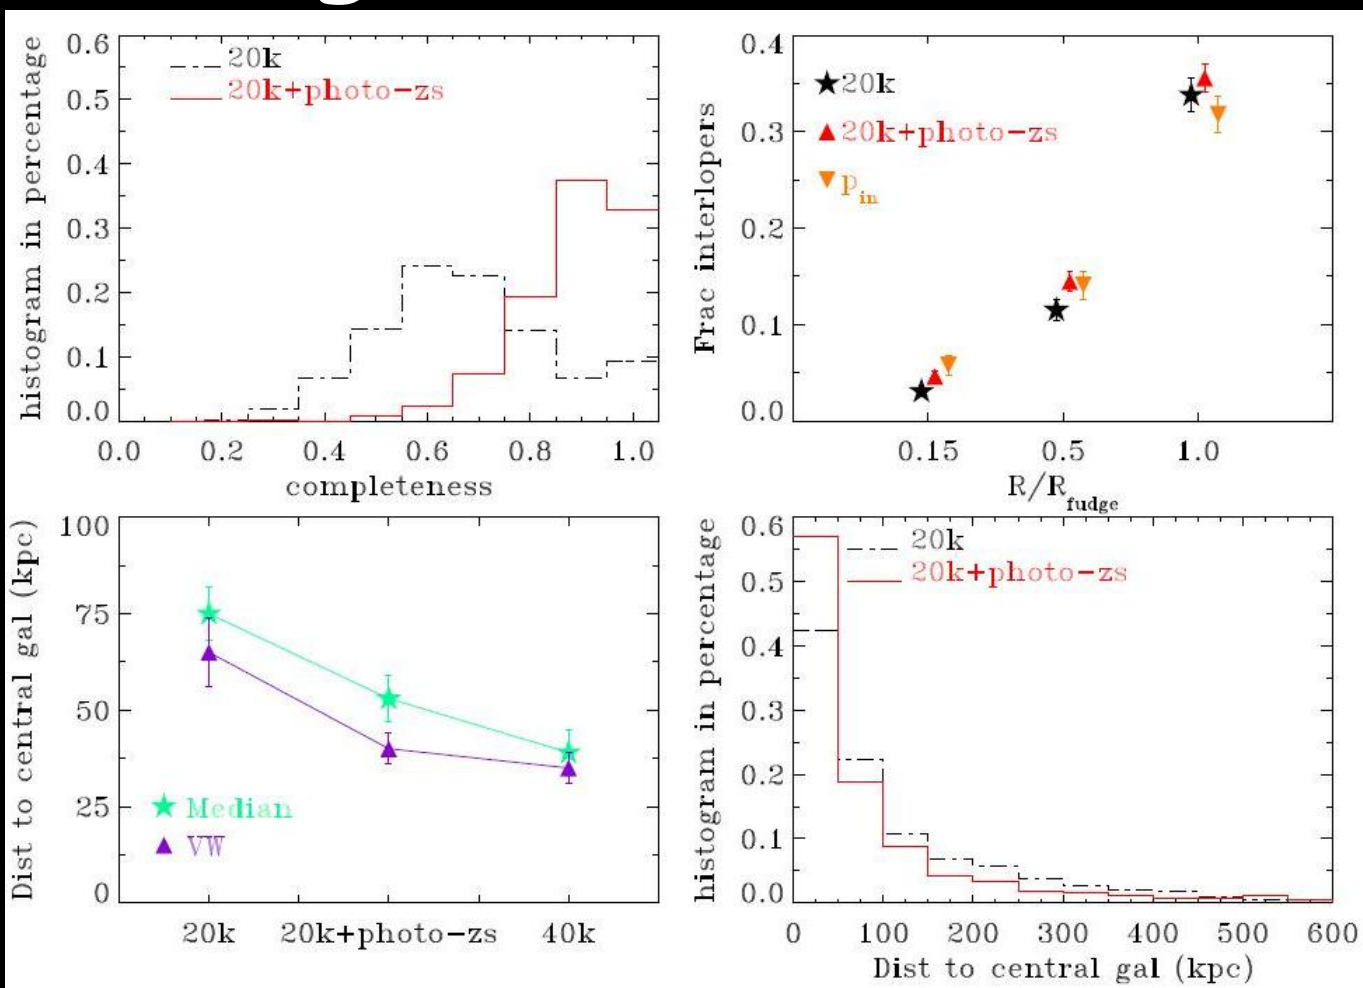 histogram in percentage
0.6
0.5
0.4
0.3
0.2
0.1
0.0
20k
20k+photo-zs
0.0 0.2 0.4 0.6 0.8 1.0
completeness
Frac interlopers
0.4
0.3
0.2
0.1
0.0
20k
20k+photo-zs
p_in
0.15 0.5 1.0
R/R_fudge
Dist to central gal (kpc)
100
75
50
25
0
Median
VW
20k 20k+photo-zs 40k
histogram in percentage
0.6
0.5
0.4
0.3
0.2
0.1
0.0
20k
20k+photo-zs
0 100 200 300 400 500 600
Dist to central gal (kpc)